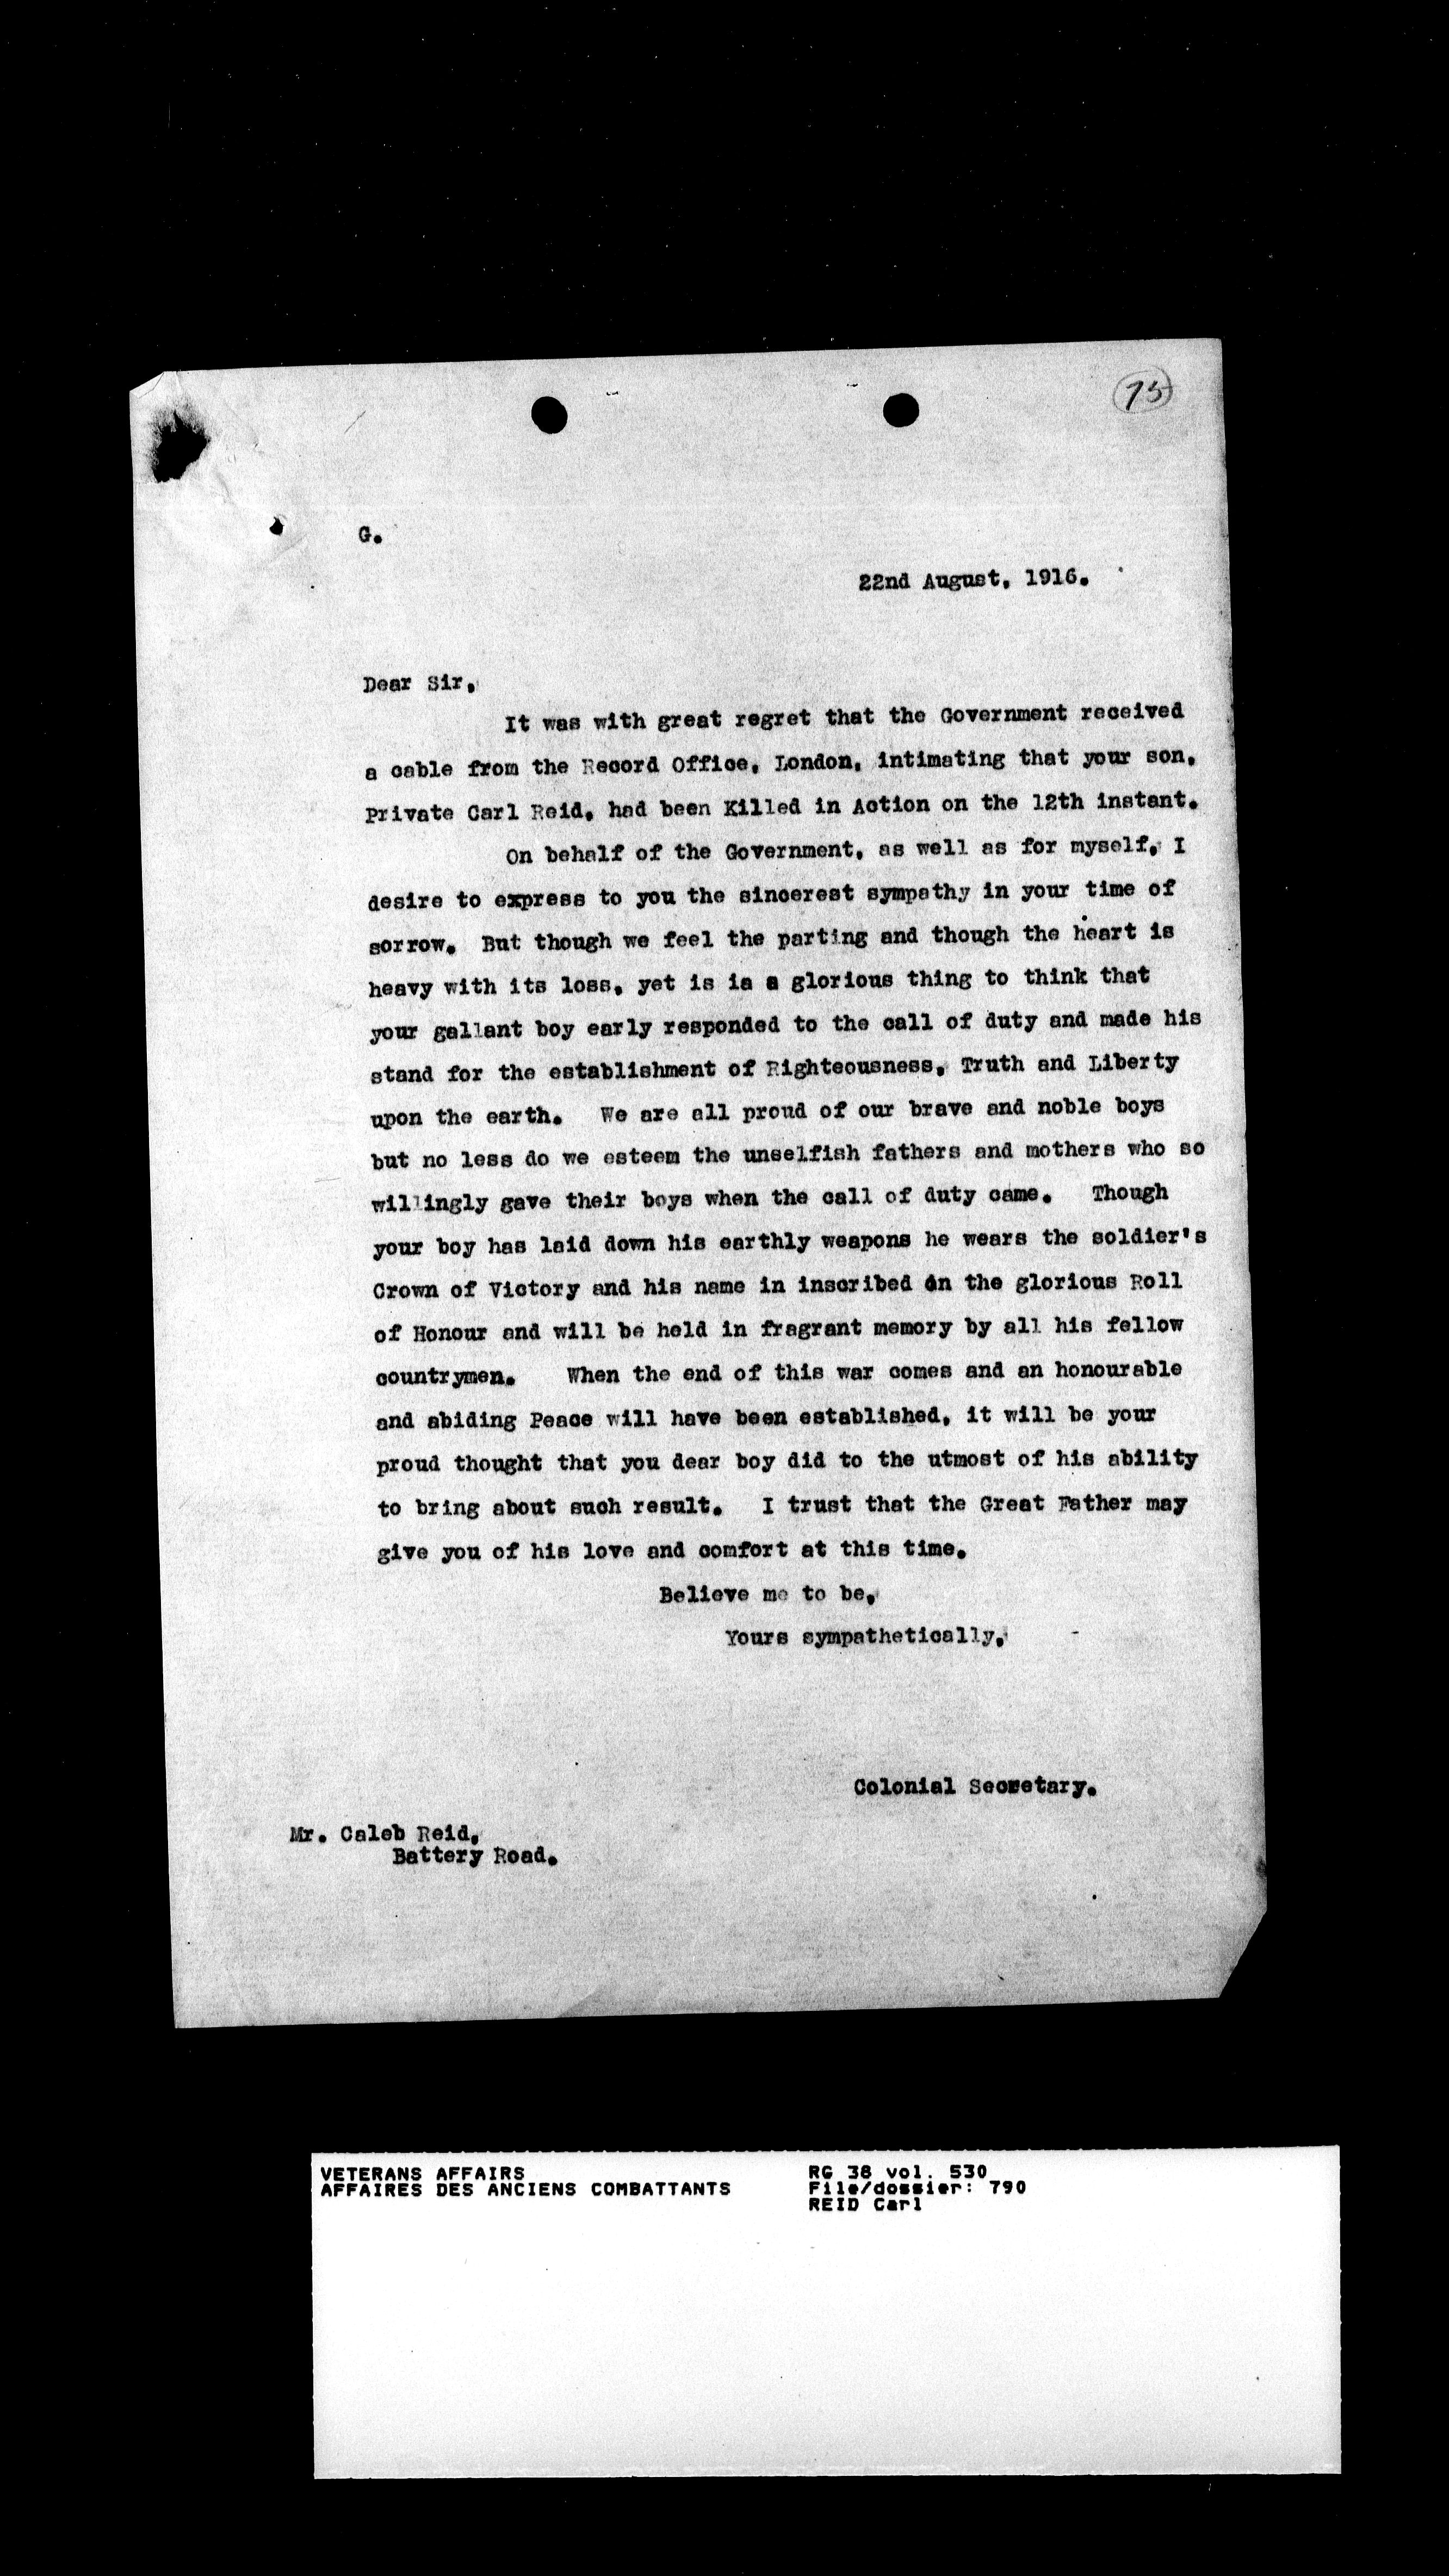 75
G.
22nd August, 1916.
Dear Sir,
It was with great regret that the Government received
a cable from the Record Office, London, intimating that your son,
Private Carl Reid, had been Killed in Action on the 12th instant.
On behalf of the Government, as well as for myself, I
desire to express to you the sincerest sympathy in your time of
sorrow. But though we feel the parting and though the heart is
heavy with its loss, yet is is a glorious thing to think that
your gallant boy early responded to the call of duty and made his
stand for the establishment of Righteousness, Truth and Liberty
upon the earth. We are all proud of our brave and noble boys
but no less do we esteem the unselfish fathers and mothers who so
willingly gave their boys when the call of duty came. Though
your boy has laid down his earthly weapons he wears the soldier's
Crown of Victory and his name in inscribed on the glorious Roll
of Honour and will be held in fragrant memory by all his fellow
countrymen. When the end of this war comes and an honourable
and abiding Peace will have been established, it will be your
proud thought that you dear boy did to the utmost of his ability
to bring about such result. I trust that the Great Father may
give you of his love and comfort at this time.
Believe me to be,
Yours sympathetically,
Colonial Secretary.
Mr. Caleb Reid,
Battery Road.
VETERANS AFFAIRS RG 38 vol. 530
AFFAIRES DES ANCIENS COMBATTANTS File/dossier: 790
REID Carl